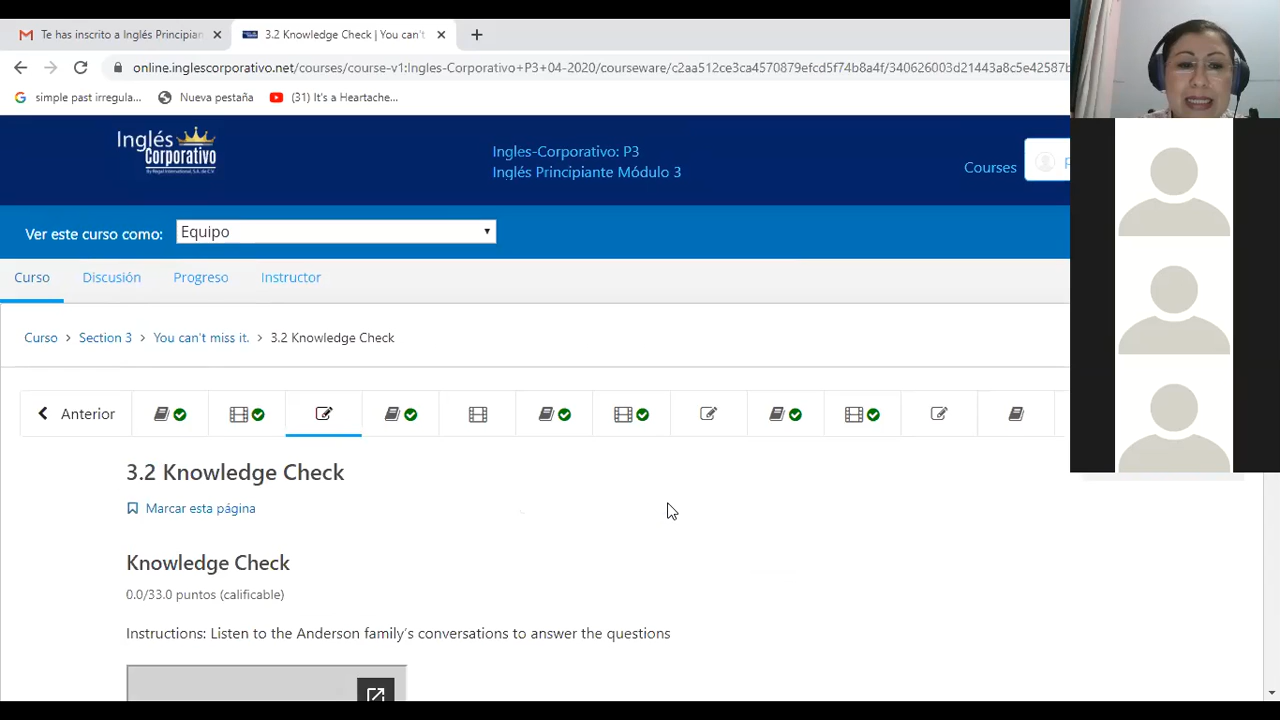 Te has inscrito a Inglés Principian
3.2 Knowledge Check | You can't
online.inglescorporativo.net/courses/course-v1:Ingles-Corporativo+P3+04-2020/courseware/c2aa512ce3ca4570879efcd5f74b8a4f/340626003d21443a8c5e42587b
simple past irregula...
Nueva pestaña
(31) It's a Heartache...
Inglés
Corporativo
By Regal International, S.A. de C.V.
Ingles-Corporativo: P3
Inglés Principiante Módulo 3
Courses
Ver este curso como:
Equipo
Curso
Discusión
Progreso
Instructor
Curso > Section 3 > You can't miss it. > 3.2 Knowledge Check
Anterior
3.2 Knowledge Check
Marcar esta página
Knowledge Check
0.0/33.0 puntos (calificable)
Instructions: Listen to the Anderson family's conversations to answer the questions